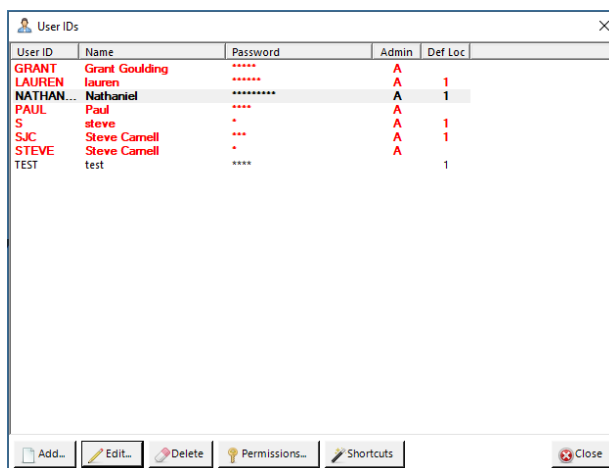 User IDs
User ID Name Password Admin Def Loc
GRANT Grant Goulding ***** A
LAUREN lauren ****** A 1
NATHAN... Nathaniel ********* A 1
PAUL Paul **** A
S steve * A 1
SJC Steve Carnell *** A 1
STEVE Steve Carnell * A
TEST test **** 1
Add... Edit... Delete Permissions... Shortcuts Close